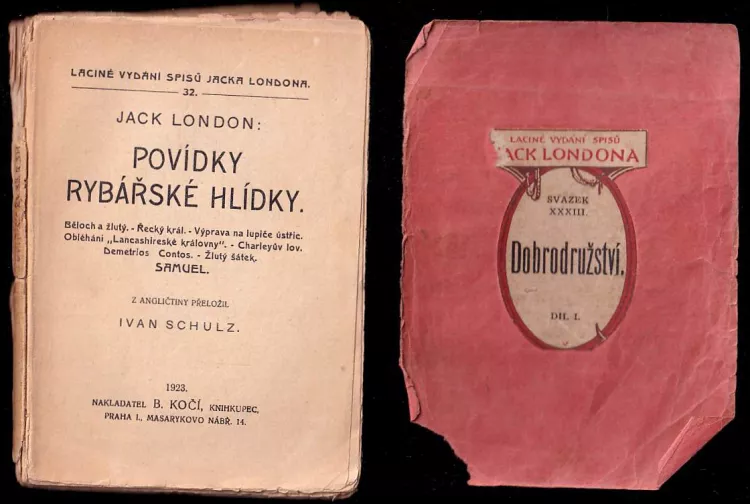 LACINÉ VYDÁNÍ SPISŮ JACKA LONDONA.
32.
JACK LONDON:
POVÍDKY
RYBÁŘSKÉ HLÍDKY.
Běloch a žlutý. - Řecký král. - Výprava na lupiče ústřic.
Obléhání „Lancashireské královny". - Charleyův lov.
Demetrios Contos. - Žlutý šátek.
SAMUEL.
Z ANGLIČTINY PŘELOŽIL
IVAN SCHULZ.
1923.
NAKLADATEL B. KOČÍ, KNIHKUPEC,
PRAHA I., MASARYKOVO NÁBŘ. 14.
LACINÉ VYDÁNÍ SPISŮ
ACK LONDONA
SVAZEK
XXXIII.
Dobrodružství.
DÍL I.